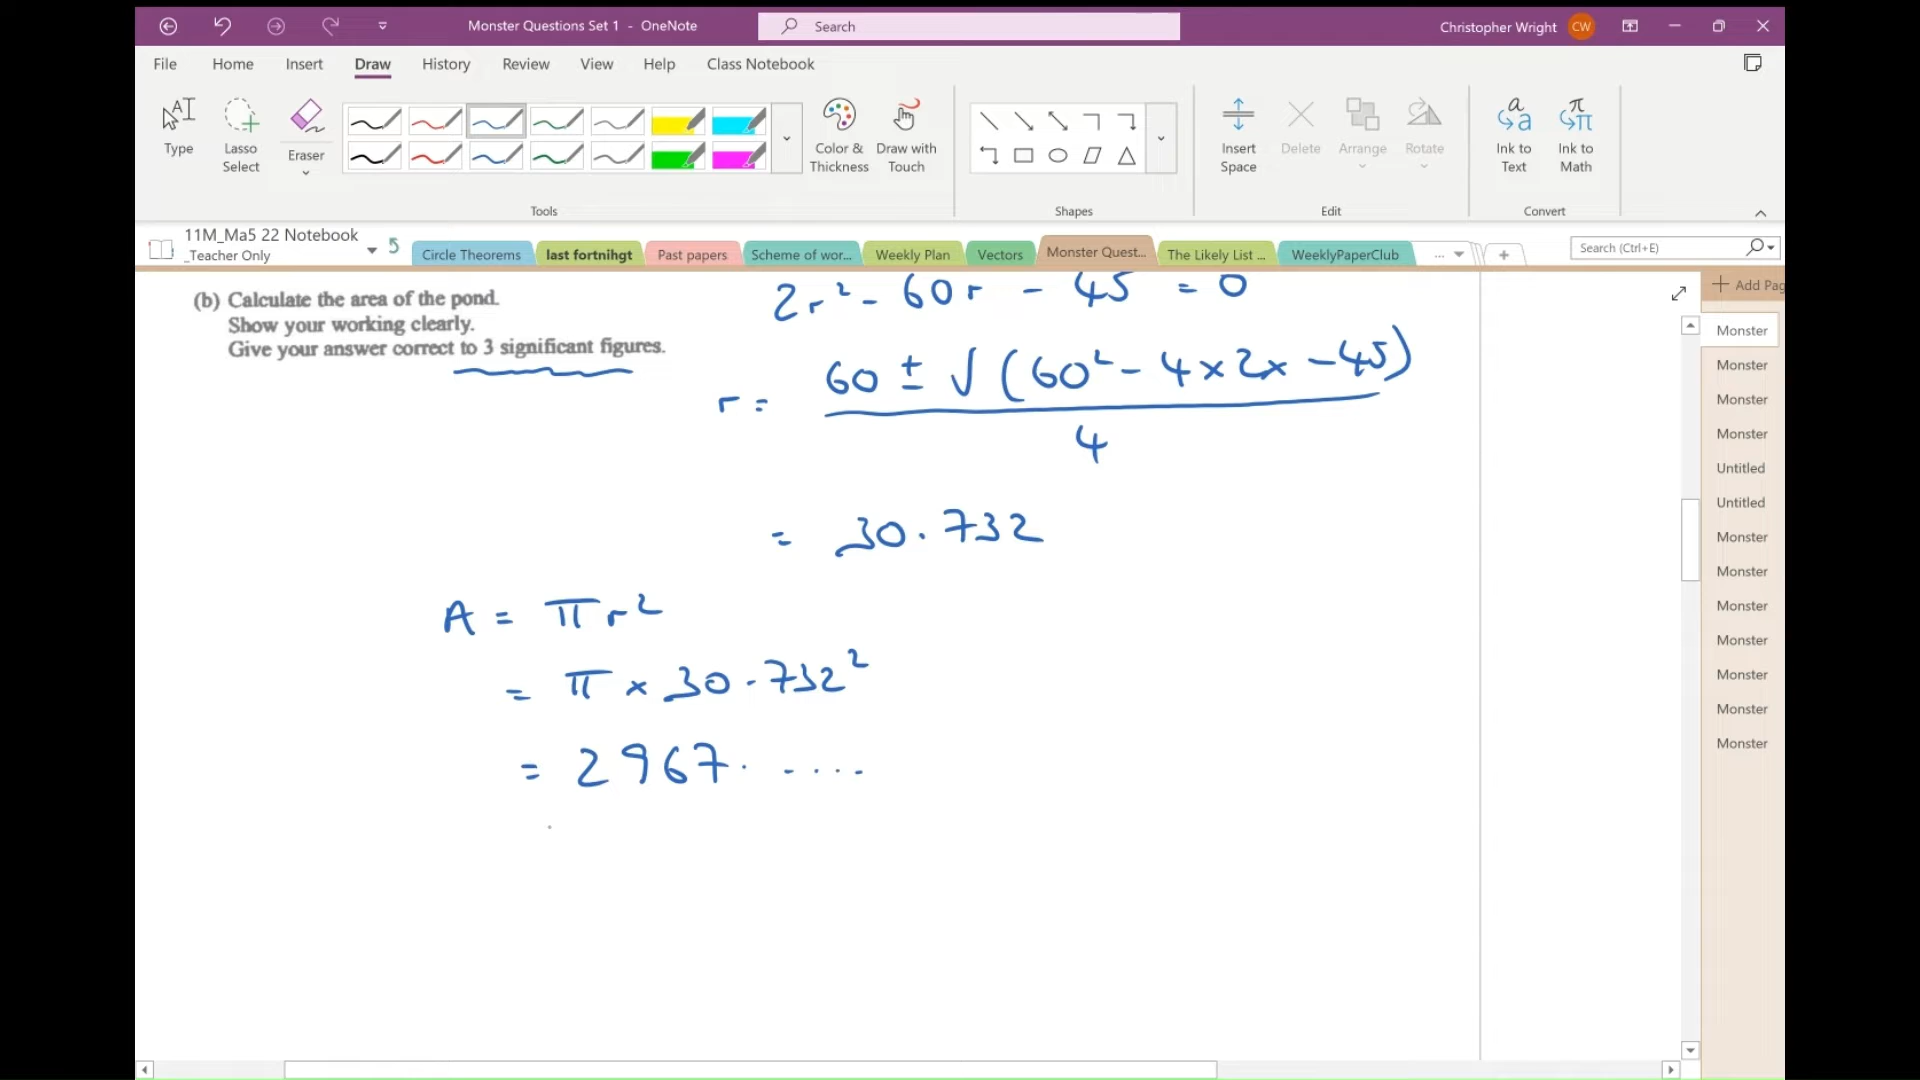 Monster Questions Set 1 - OneNote
Search
Christopher Wright
CW
File Home Insert Draw History Review View Help Class Notebook
Type
Lasso Select
Eraser
Color & Thickness
Draw with Touch
Insert Space
Delete
Arrange
Rotate
Ink to Text
Ink to Math
Tools
Shapes
Edit
Convert
11M_Ma5 22 Notebook
_Teacher Only
Circle Theorems
last fortnihgt
Past papers
Scheme of wor...
Weekly Plan
Vectors
Monster Quest...
The Likely List ...
WeeklyPaperClub
...
Search (Ctrl+E)
Add Pag
Monster
Monster
Monster
Monster
Untitled
Untitled
Monster
Monster
Monster
Monster
Monster
Monster
Monster
(b) Calculate the area of the pond.
Show your working clearly.
Give your answer correct to 3 significant figures.
2r² - 60r - 45 = 0
r = 60 ± √(60² - 4×2× -45)
4
= 30.732
A = πr²
= π × 30.732²
= 2967. ....